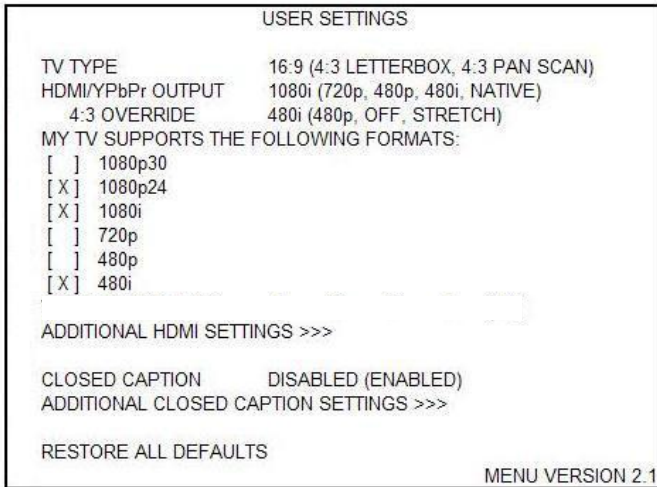 USER SETTINGS
TV TYPE 16:9 (4:3 LETTERBOX, 4:3 PAN SCAN)
HDMI/YPbPr OUTPUT 1080i (720p, 480p, 480i, NATIVE)
4:3 OVERRIDE 480i (480p, OFF, STRETCH)
MY TV SUPPORTS THE FOLLOWING FORMATS:
[ ] 1080p30
[X] 1080p24
[X] 1080i
[ ] 720p
[ ] 480p
[X] 480i
ADDITIONAL HDMI SETTINGS >>>
CLOSED CAPTION DISABLED (ENABLED)
ADDITIONAL CLOSED CAPTION SETTINGS >>>
RESTORE ALL DEFAULTS
MENU VERSION 2.1